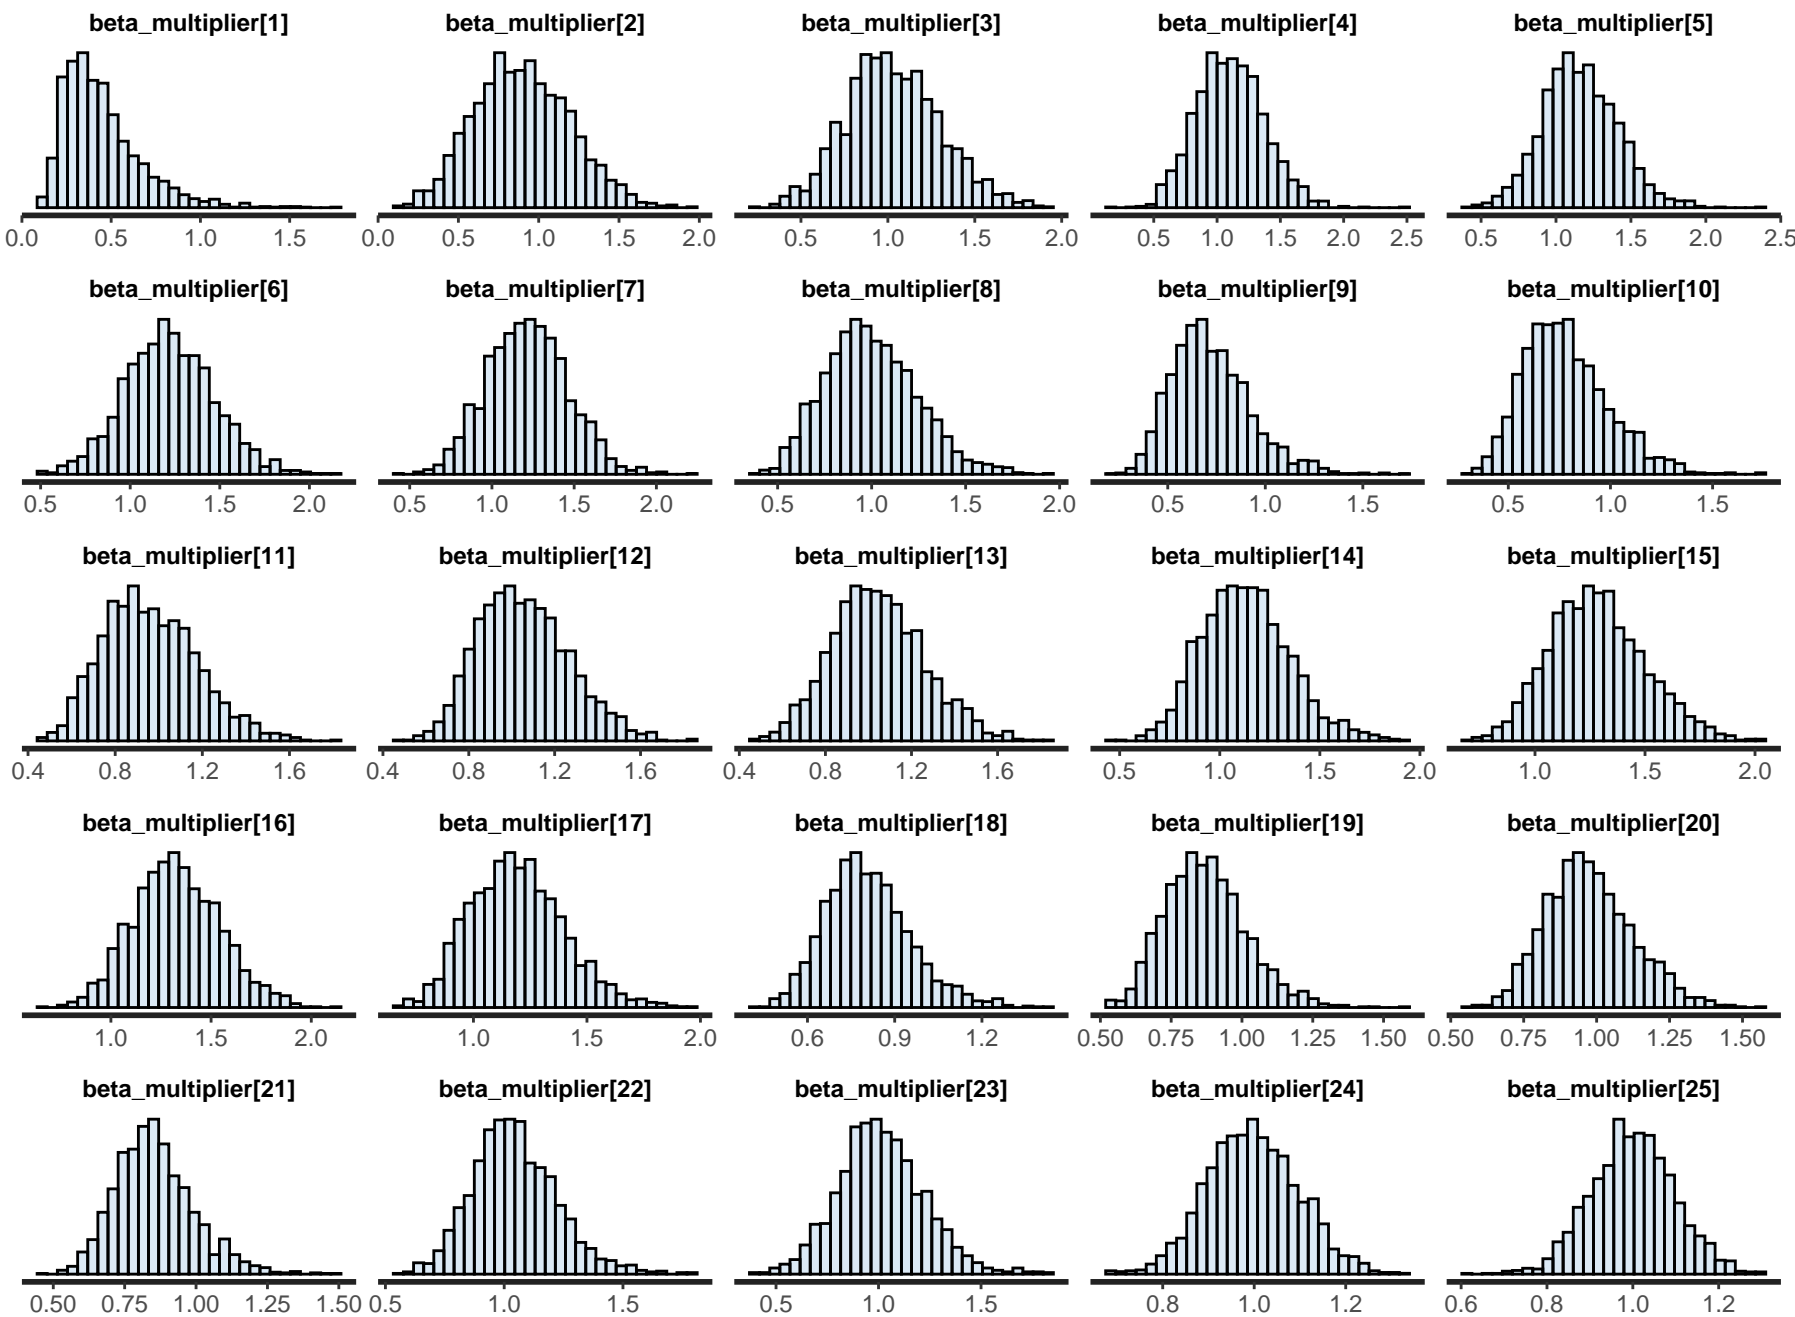 beta_multiplier[1] beta_multiplier[2] beta_multiplier[3] beta_multiplier[4] beta_multiplier[5]
0.0 0.5 1.0 1.5 0.0 0.5 1.0 1.5 2.0 0.5 1.0 1.5 2.0 0.5 1.0 1.5 2.0 2.5 0.5 1.0 1.5 2.0 2.5
beta_multiplier[6] beta_multiplier[7] beta_multiplier[8] beta_multiplier[9] beta_multiplier[10]
0.5 1.0 1.5 2.0 0.5 1.0 1.5 2.0 0.5 1.0 1.5 2.0 0.5 1.0 1.5 0.5 1.0 1.5
beta_multiplier[11] beta_multiplier[12] beta_multiplier[13] beta_multiplier[14] beta_multiplier[15]
0.4 0.8 1.2 1.6 0.4 0.8 1.2 1.6 0.4 0.8 1.2 1.6 0.5 1.0 1.5 2.0 1.0 1.5 2.0
beta_multiplier[16] beta_multiplier[17] beta_multiplier[18] beta_multiplier[19] beta_multiplier[20]
1.0 1.5 2.0 1.0 1.5 2.0 0.6 0.9 1.2 0.50 0.75 1.00 1.25 1.50 0.50 0.75 1.00 1.25 1.50
beta_multiplier[21] beta_multiplier[22] beta_multiplier[23] beta_multiplier[24] beta_multiplier[25]
0.50 0.75 1.00 1.25 1.50 0.5 1.0 1.5 0.5 1.0 1.5 0.8 1.0 1.2 0.6 0.8 1.0 1.2